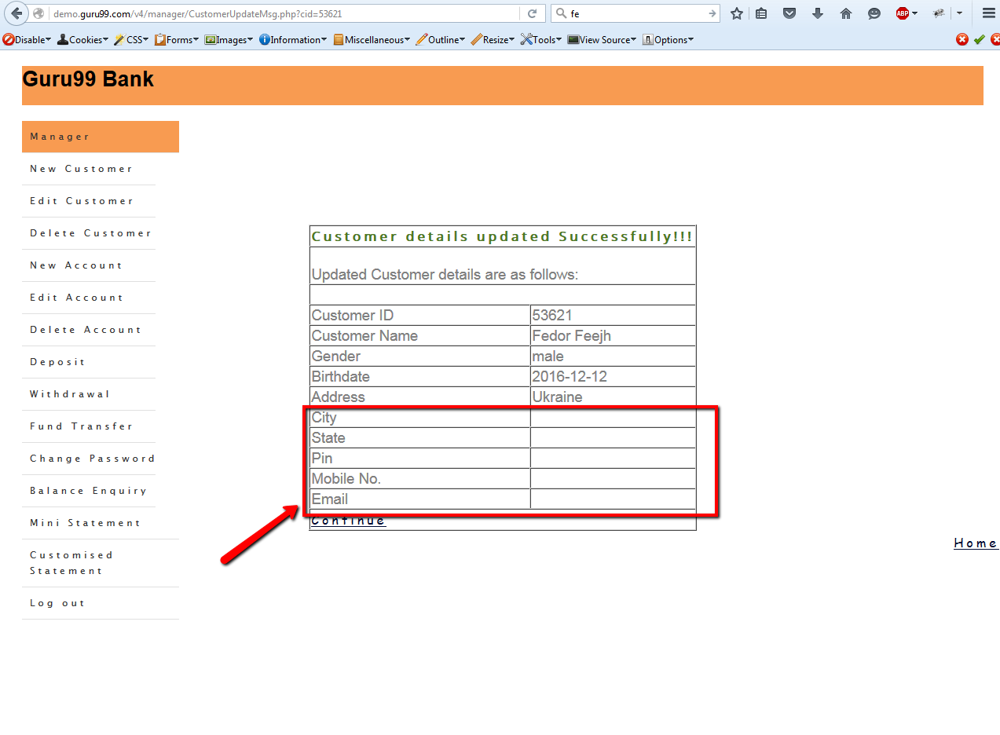 demo.guru99.com/v4/manager/CustomerUpdateMsg.php?cid=53621
fe
ABP
Disable Cookies CSS Forms Images Information Miscellaneous Outline Resize Tools View Source Options
Guru99 Bank
Manager
New Customer
Edit Customer
Delete Customer
New Account
Edit Account
Delete Account
Deposit
Withdrawal
Fund Transfer
Change Password
Balance Enquiry
Mini Statement
Customised
Statement
Log out
Customer details updated Successfully!!!
Updated Customer details are as follows:
Customer ID 53621
Customer Name Fedor Feejh
Gender male
Birthdate 2016-12-12
Address Ukraine
City
State
Pin
Mobile No.
Email
Continue
Home